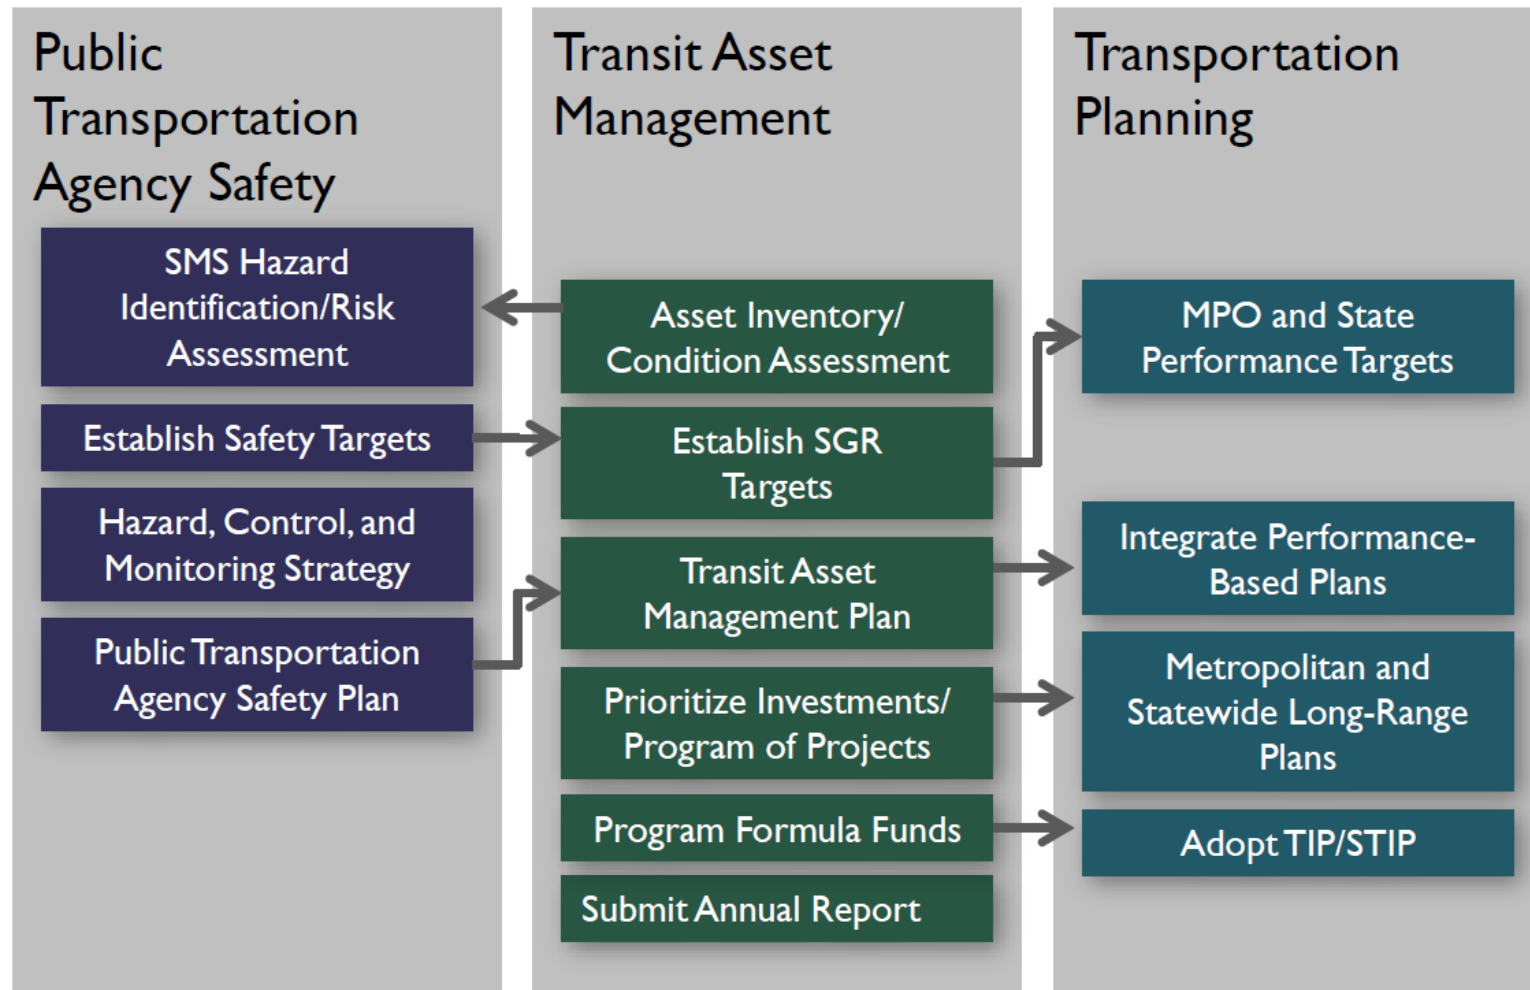 Public
Transportation
Agency Safety
SMS Hazard
Identification/Risk
Assessment
Establish Safety Targets
Hazard, Control, and
Monitoring Strategy
Public Transportation
Agency Safety Plan
Transit Asset
Management
Asset Inventory/
Condition Assessment
Establish SGR
Targets
Transit Asset
Management Plan
Prioritize Investments/
Program of Projects
Program Formula Funds
Submit Annual Report
Transportation
Planning
MPO and State
Performance Targets
Integrate Performance-
Based Plans
Metropolitan and
Statewide Long-Range
Plans
Adopt TIP/STIP